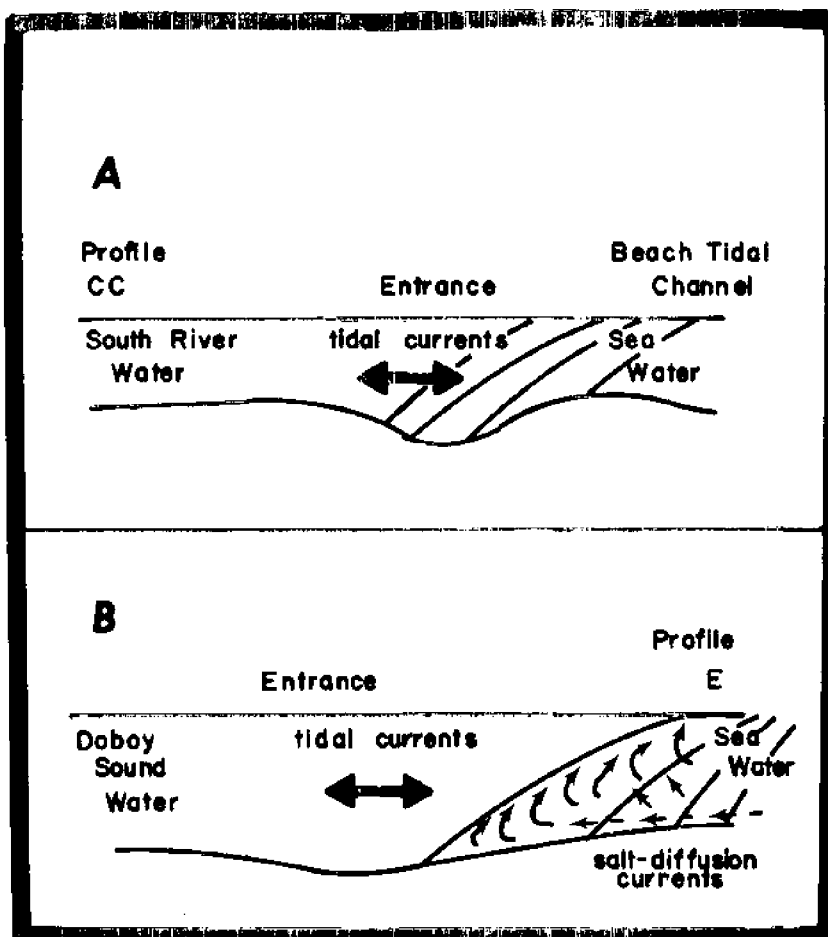 A
Profile
CC
Entrance
Beach Tidal
Channel
South River
Water
tidal currents
Sea
Water
B
Profile
E
Entrance
Doboy
Sound
Water
tidal currents
Sea
Water
salt-diffusion
currents